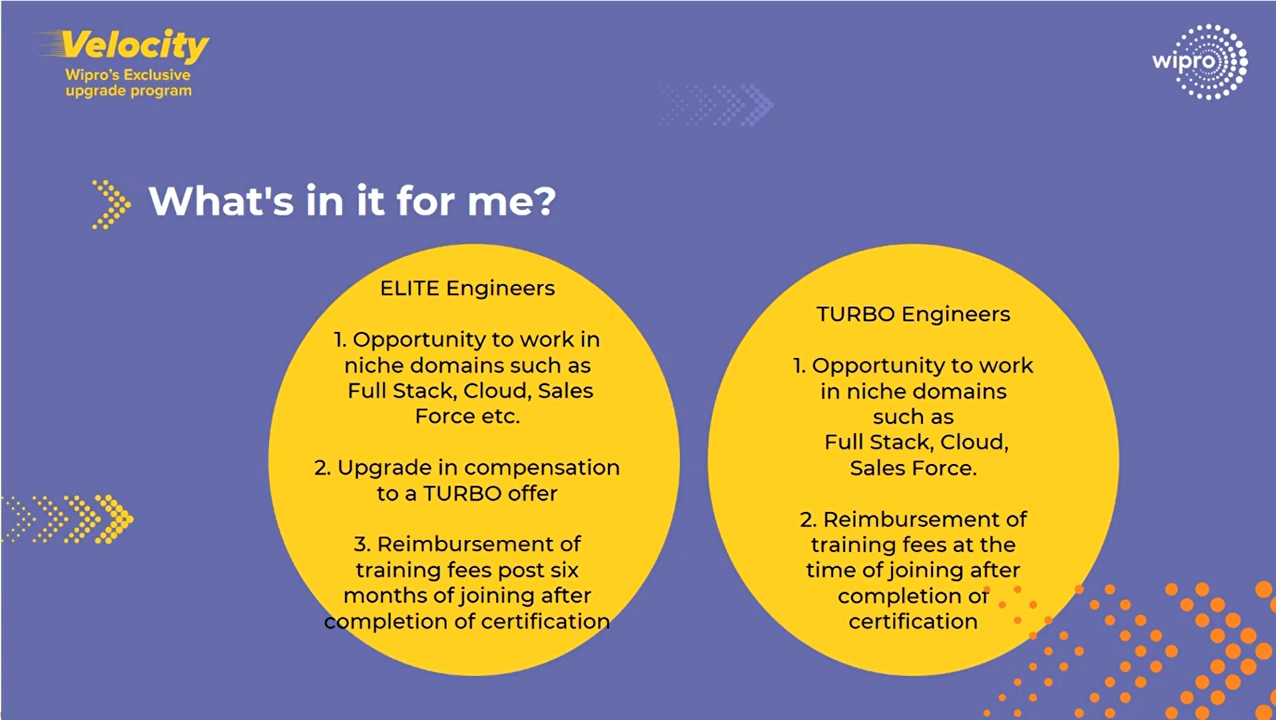 Velocity
Wipro's Exclusive
upgrade program
wipro
What's in it for me?
ELITE Engineers
1. Opportunity to work in
niche domains such as
Full Stack, Cloud, Sales
Force etc.
2. Upgrade in compensation
to a TURBO offer
3. Reimbursement of
training fees post six
months of joining after
completion of certification
TURBO Engineers
1. Opportunity to work
in niche domains
such as
Full Stack, Cloud,
Sales Force.
2. Reimbursement of
training fees at the
time of joining after
completion of
certification